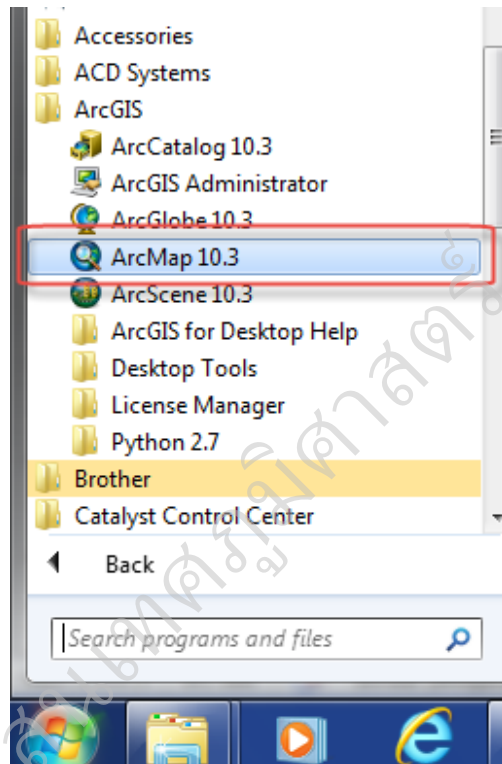 Accessories
ACD Systems
ArcGIS
ArcCatalog 10.3
ArcGIS Administrator
ArcGlobe 10.3
ArcMap 10.3
ArcScene 10.3
ArcGIS for Desktop Help
Desktop Tools
License Manager
Python 2.7
Brother
Catalyst Control Center
Back
Search programs and files